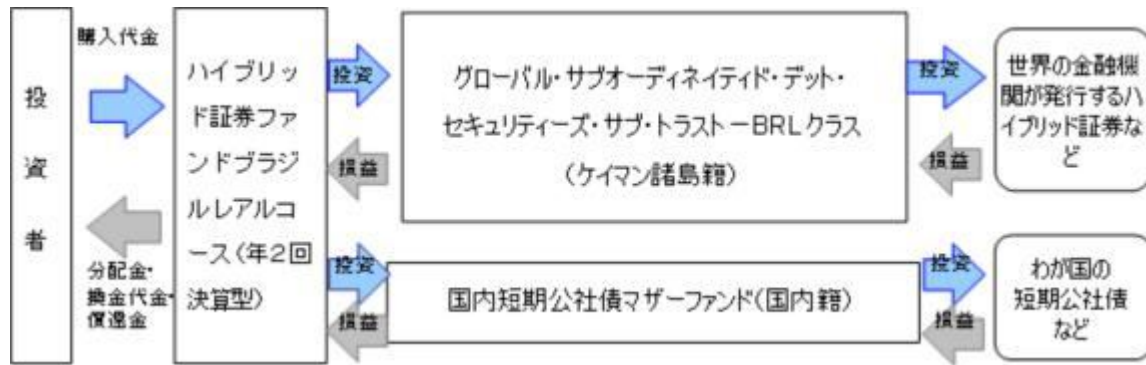 購入代金
投
資
者
分配金・
換金代金・
償還金
ハイブリッ
ド証券ファ
ンドブラジ
ルレアルコ
ース(年2回
決算型)
投資
損益
グローバル・サブオーディネイティド・デット・
セキュリティーズ・サブ・トラスト－BRLクラス
(ケイマン諸島籍)
投資
損益
世界の金融機
関が発行するハ
イブリッド証券な
ど
投資
損益
国内短期公社債マザーファンド(国内籍)
投資
損益
わが国の
短期公社債
など